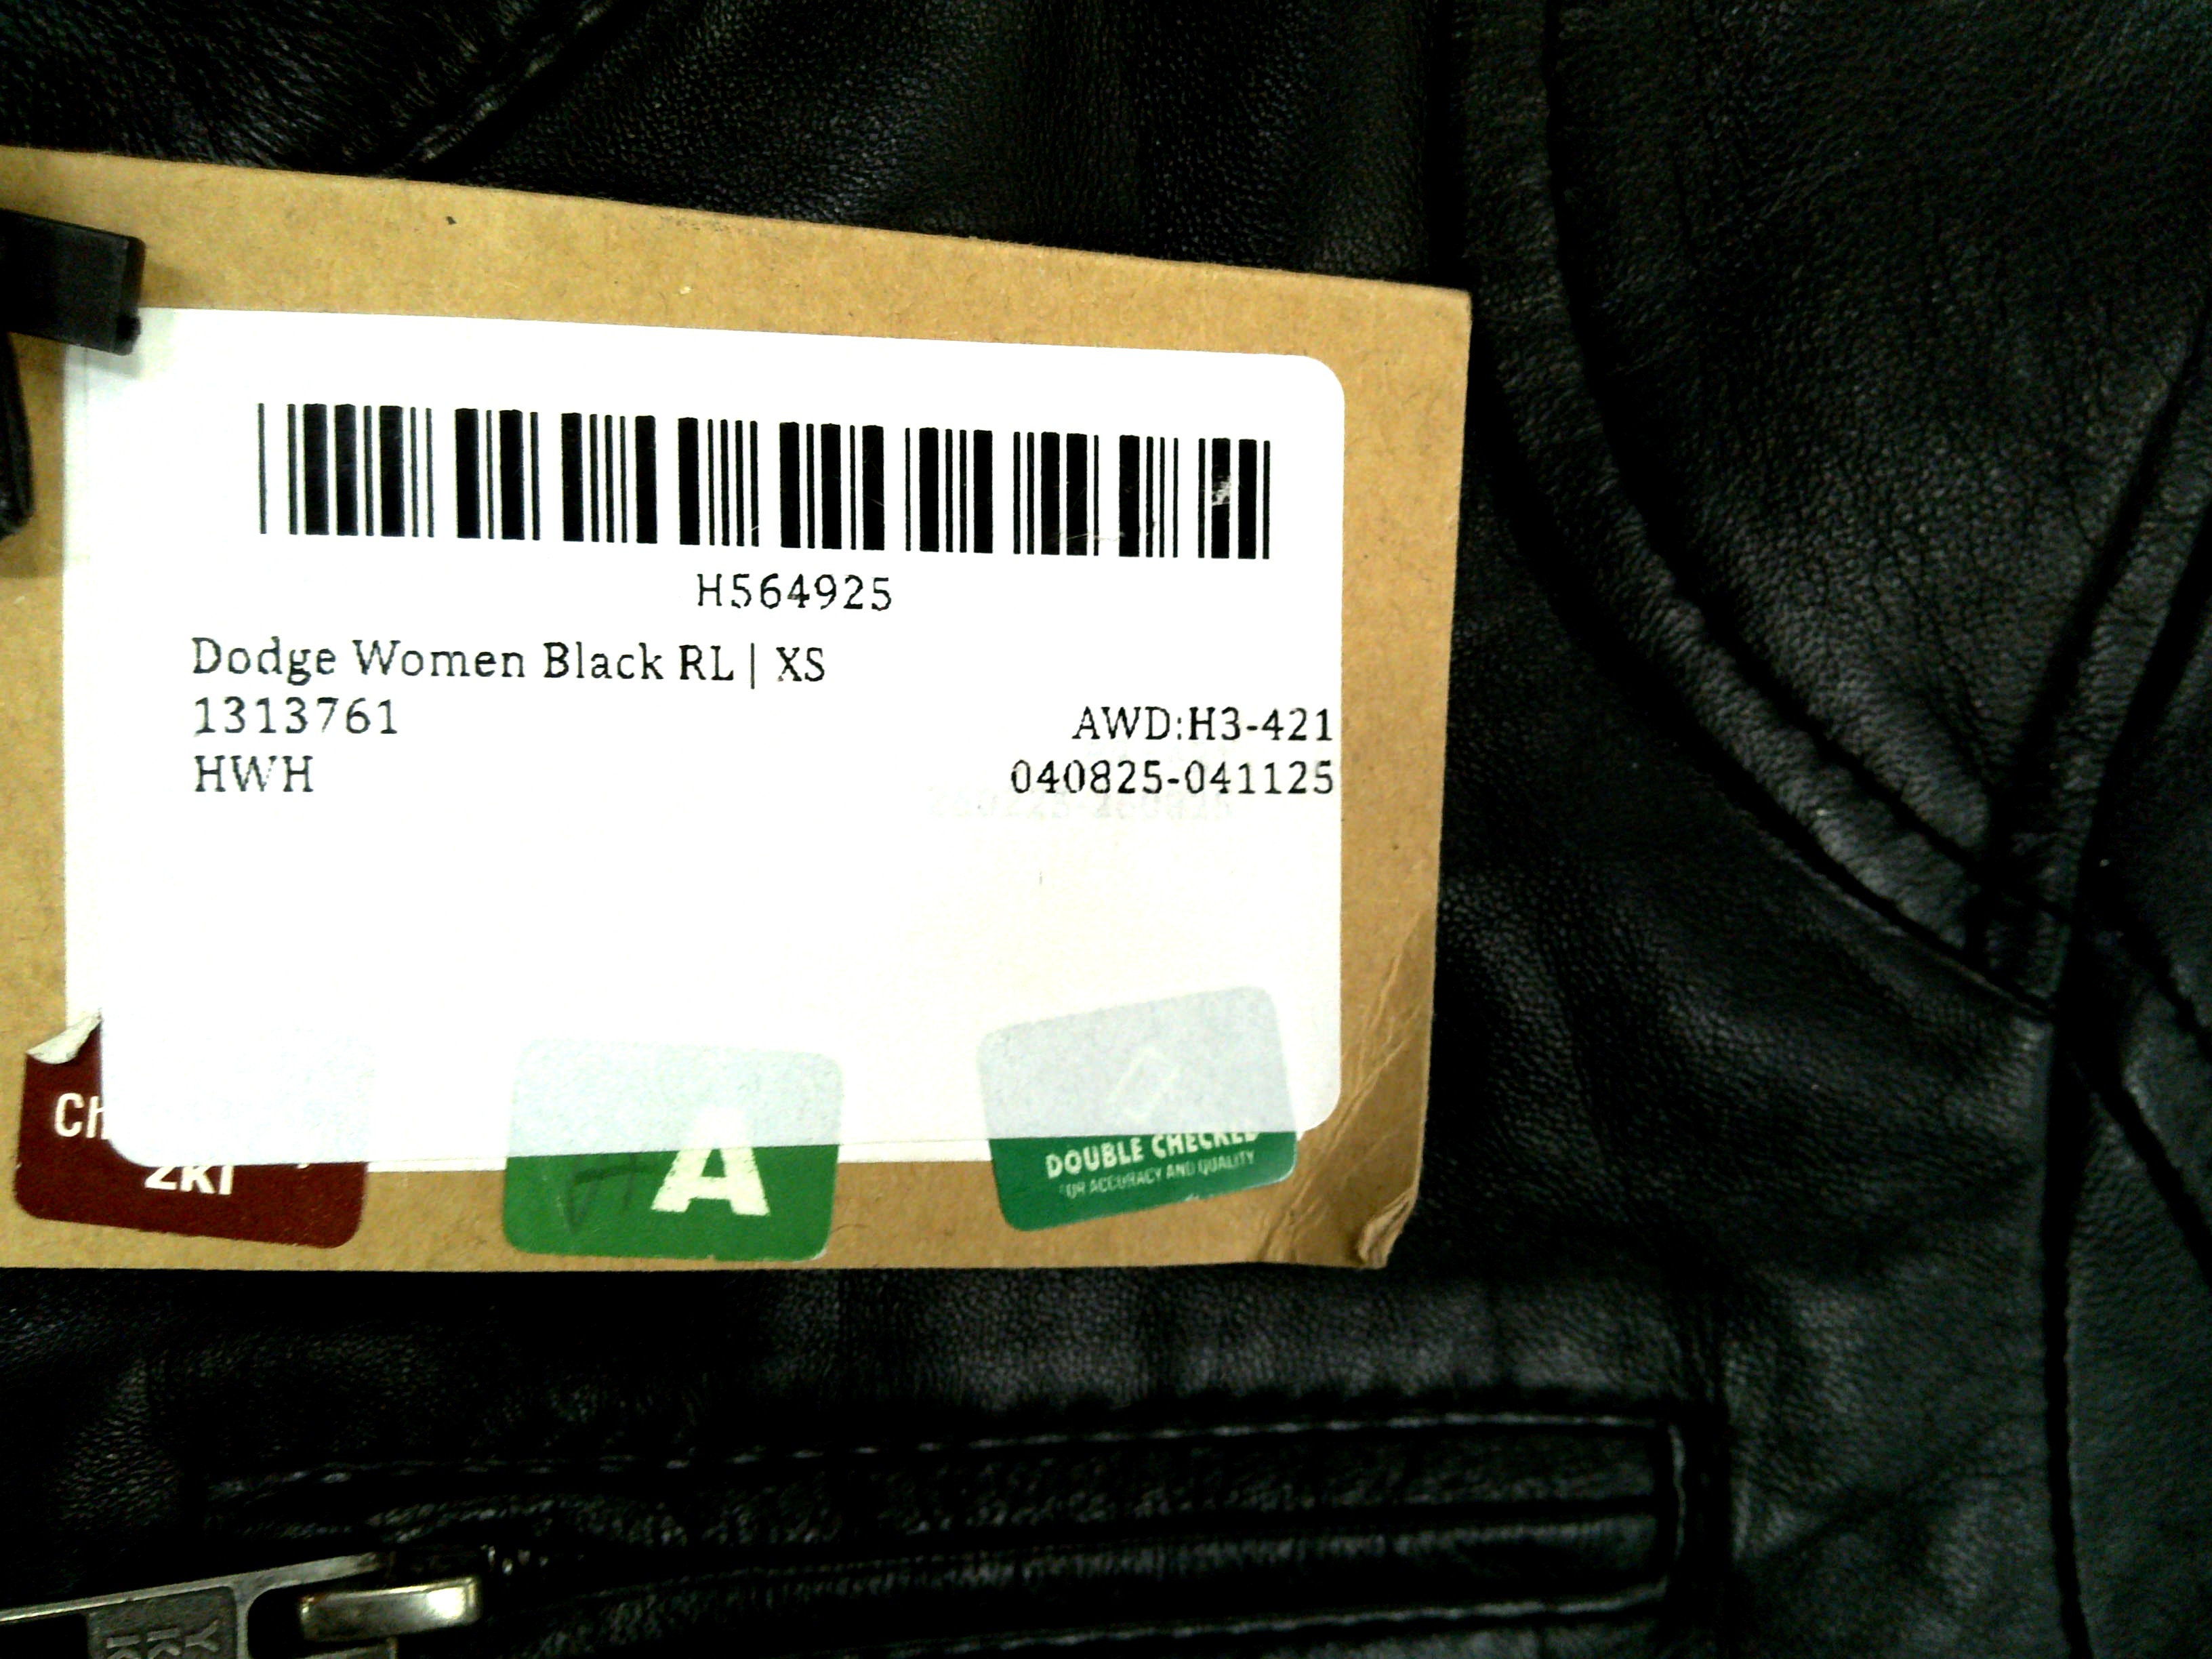 H564925
Dodge Women Black RL | XS
1313761
AWD:H3-421
HWH
040825-041125
A
DOUBLE CHECKED
FOR ACCURACY AND QUALITY
YKK